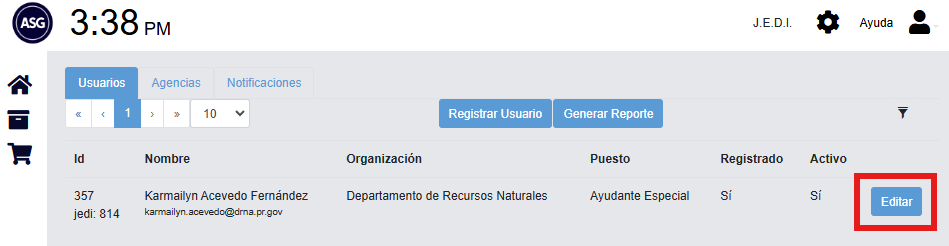 ASG 3:38 PM J.E.D.I. Ayuda
Usuarios Agencias Notificaciones
« ‹ 1 › » 10 Registrar Usuario Generar Reporte
Id Nombre Organización Puesto Registrado Activo
357 Karmailyn Acevedo Fernández Departamento de Recursos Naturales Ayudante Especial Sí Sí Editar
jedi: 814 karmailyn.acevedo@drna.pr.gov